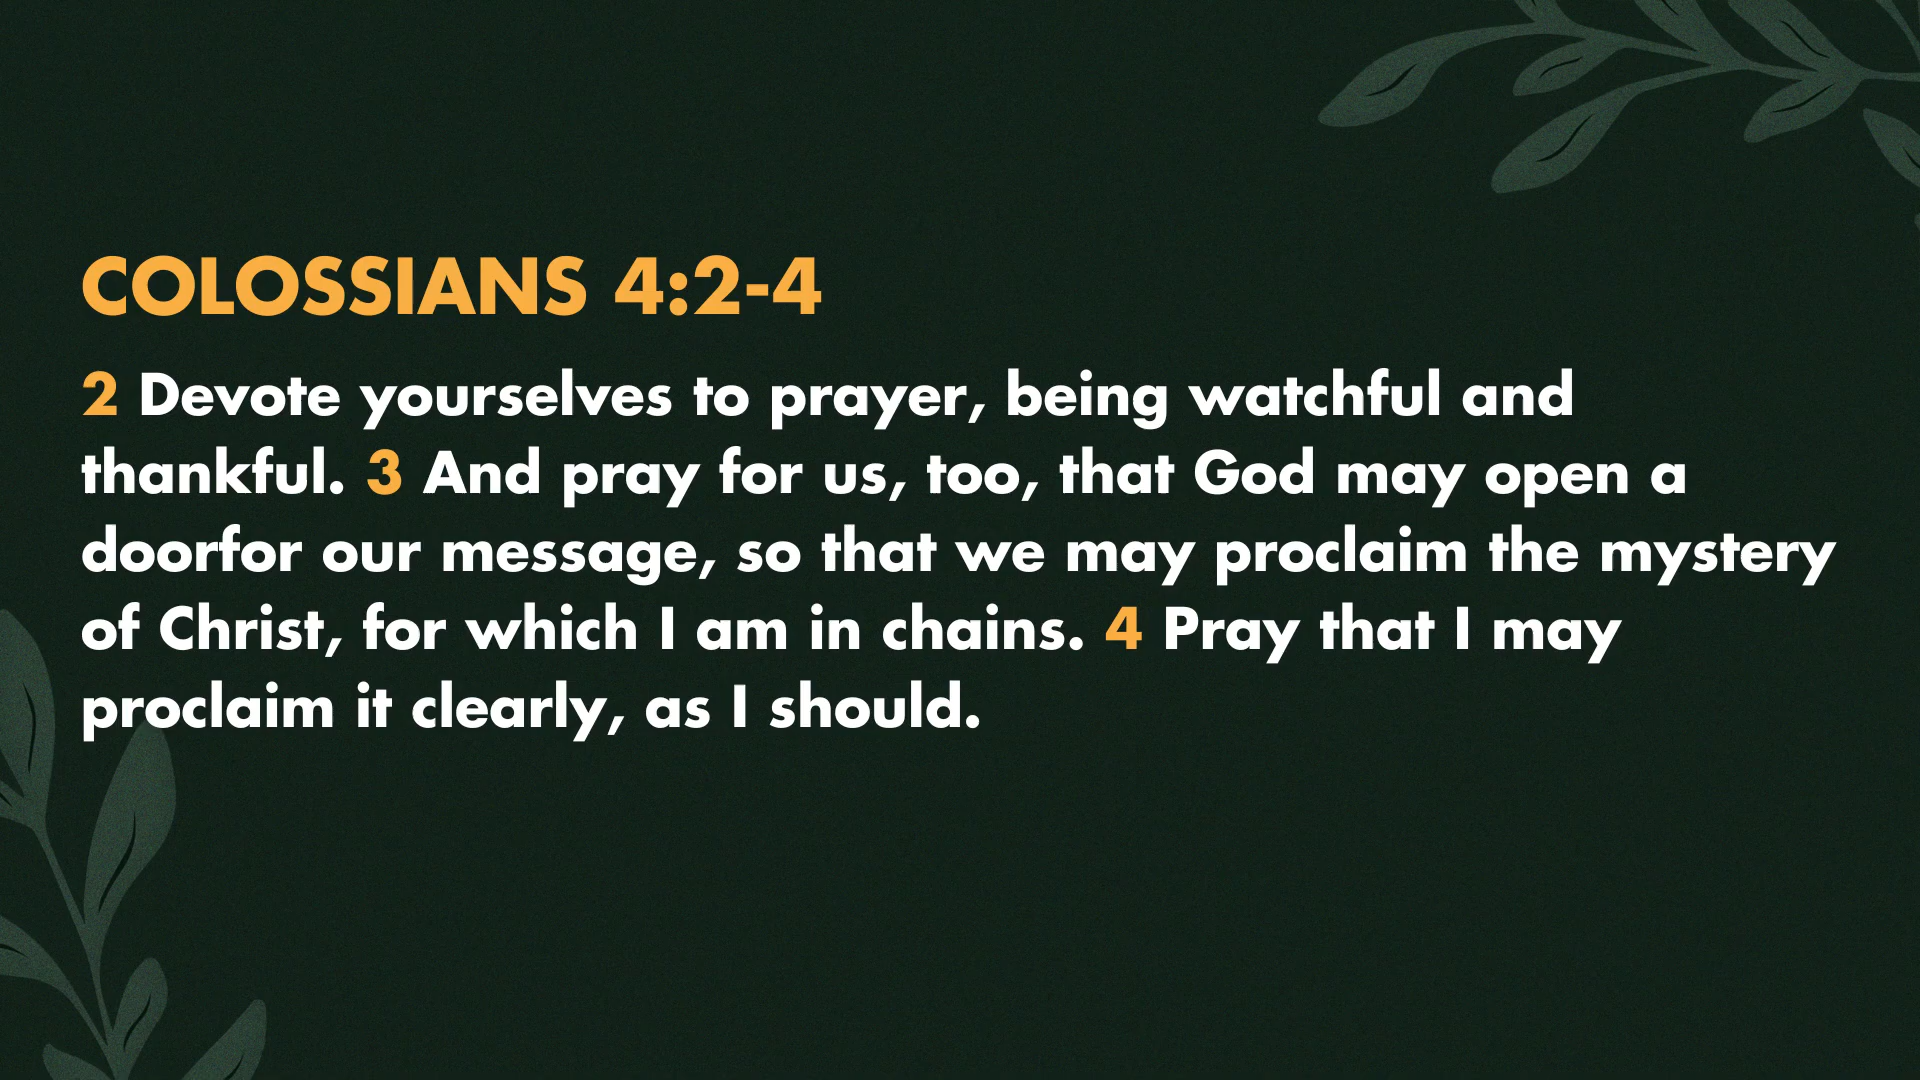 COLOSSIANS 4:2-4
2 Devote yourselves to prayer, being watchful and
thankful. 3 And pray for us, too, that God may open a
doorfor our message, so that we may proclaim the mystery
of Christ, for which I am in chains. 4 Pray that I may
proclaim it clearly, as I should.